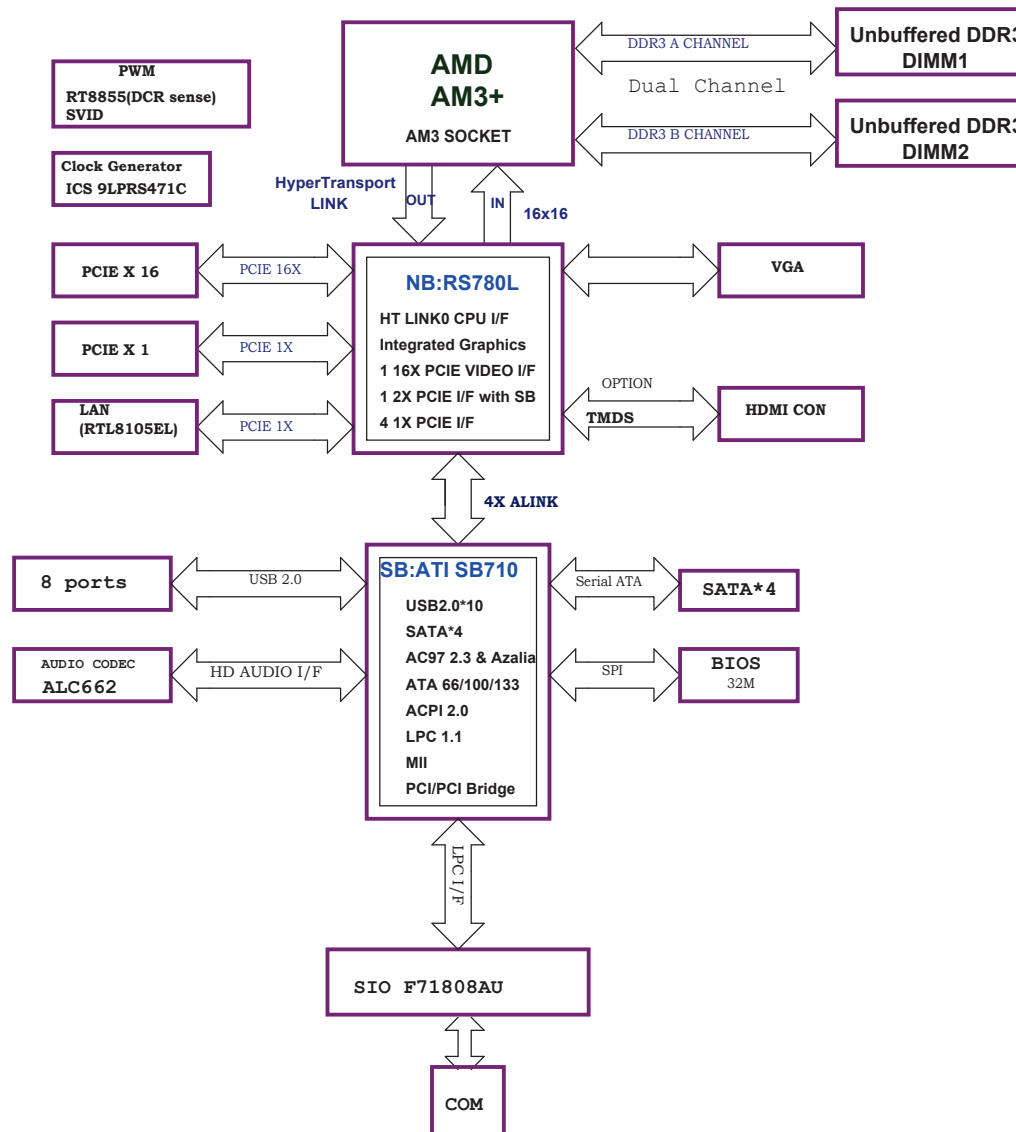 PWM
RT8855(DCR sense)
SVID
Clock Generator
ICS 9LPRS471C
AMD
AM3+
AM3 SOCKET
DDR3 A CHANNEL
Dual Channel
DDR3 B CHANNEL
Unbuffered DDR3
DIMM1
Unbuffered DDR3
DIMM2
HyperTransport
LINK
OUT
IN
16x16
PCIE X 16
PCIE 16X
PCIE X 1
PCIE 1X
LAN
(RTL8105EL)
PCIE 1X
NB:RS780L
HT LINK0 CPU I/F
Integrated Graphics
1 16X PCIE VIDEO I/F
1 2X PCIE I/F with SB
4 1X PCIE I/F
VGA
OPTION
TMDS
HDMI CON
4X ALINK
8 ports
USB 2.0
AUDIO CODEC
ALC662
HD AUDIO I/F
SB:ATI SB710
USB2.0*10
SATA*4
AC97 2.3 & Azalia
ATA 66/100/133
ACPI 2.0
LPC 1.1
MII
PCI/PCI Bridge
Serial ATA
SATA*4
SPI
BIOS
32M
LPC I/F
SIO F71808AU
COM